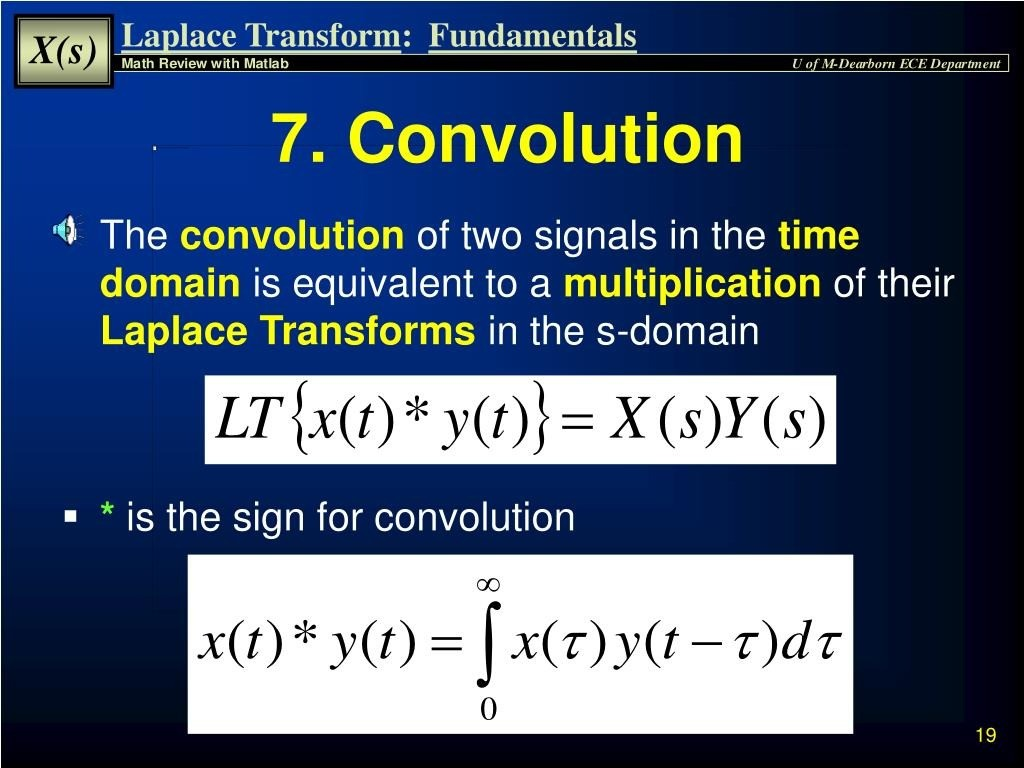 X(s)
Laplace Transform: Fundamentals
Math Review with Matlab
U of M-Dearborn ECE Department
7. Convolution
The convolution of two signals in the time
domain is equivalent to a multiplication of their
Laplace Transforms in the s-domain
LT{x(t) * y(t)} = X(s)Y(s)
▪ * is the sign for convolution
x(t) * y(t) = ∫₀^∞ x(τ) y(t − τ)dτ
19